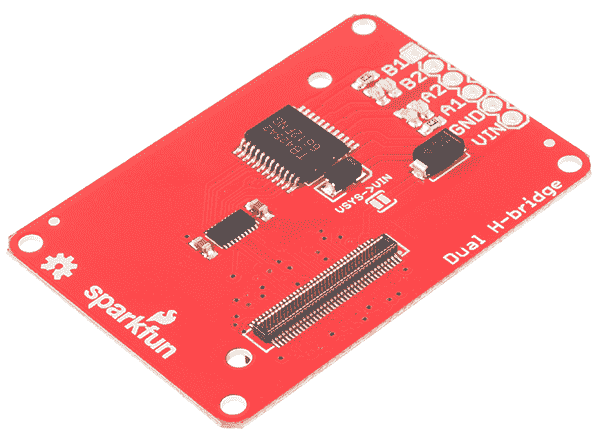 B1
B2
A2
A1
GND
VIN
VSYS->VIN
Dual H-bridge
sparkfun